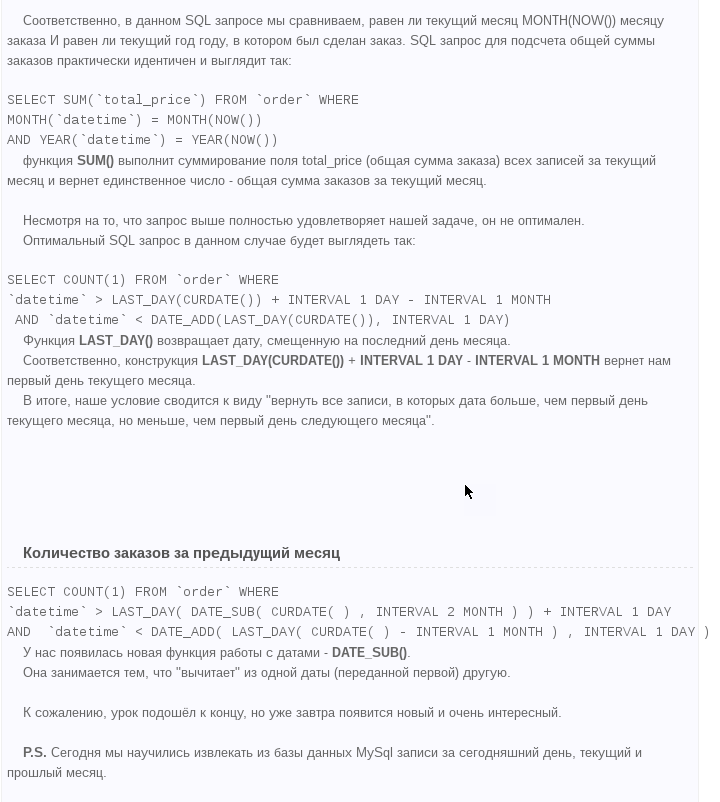 Соответственно, в данном SQL запросе мы сравниваем, равен ли текущий месяц MONTH(NOW()) месяцу
заказа И равен ли текущий год году, в котором был сделан заказ. SQL запрос для подсчета общей суммы
заказов практически идентичен и выглядит так:
SELECT SUM(`total_price`) FROM `order` WHERE
MONTH(`datetime`) = MONTH(NOW())
AND YEAR(`datetime`) = YEAR(NOW())
функция SUM() выполнит суммирование поля total_price (общая сумма заказа) всех записей за текущий
месяц и вернет единственное число - общая сумма заказов за текущий месяц.
Несмотря на то, что запрос выше полностью удовлетворяет нашей задаче, он не оптимален.
Оптимальный SQL запрос в данном случае будет выглядеть так:
SELECT COUNT(1) FROM `order` WHERE
`datetime` > LAST_DAY(CURDATE()) + INTERVAL 1 DAY - INTERVAL 1 MONTH
AND `datetime` < DATE_ADD(LAST_DAY(CURDATE()), INTERVAL 1 DAY)
Функция LAST_DAY() возвращает дату, смещенную на последний день месяца.
Соответственно, конструкция LAST_DAY(CURDATE()) + INTERVAL 1 DAY - INTERVAL 1 MONTH вернет нам
первый день текущего месяца.
В итоге, наше условие сводится к виду "вернуть все записи, в которых дата больше, чем первый день
текущего месяца, но меньше, чем первый день следующего месяца".
Количество заказов за предыдущий месяц
SELECT COUNT(1) FROM `order` WHERE
`datetime` > LAST_DAY( DATE_SUB( CURDATE( ) , INTERVAL 2 MONTH ) ) + INTERVAL 1 DAY
AND  `datetime` < DATE_ADD( LAST_DAY( CURDATE( ) - INTERVAL 1 MONTH ) , INTERVAL 1 DAY )
У нас появилась новая функция работы с датами - DATE_SUB().
Она занимается тем, что "вычитает" из одной даты (переданной первой) другую.
К сожалению, урок подошёл к концу, но уже завтра появится новый и очень интересный.
P.S. Сегодня мы научились извлекать из базы данных MySql записи за сегодняшний день, текущий и
прошлый месяц.